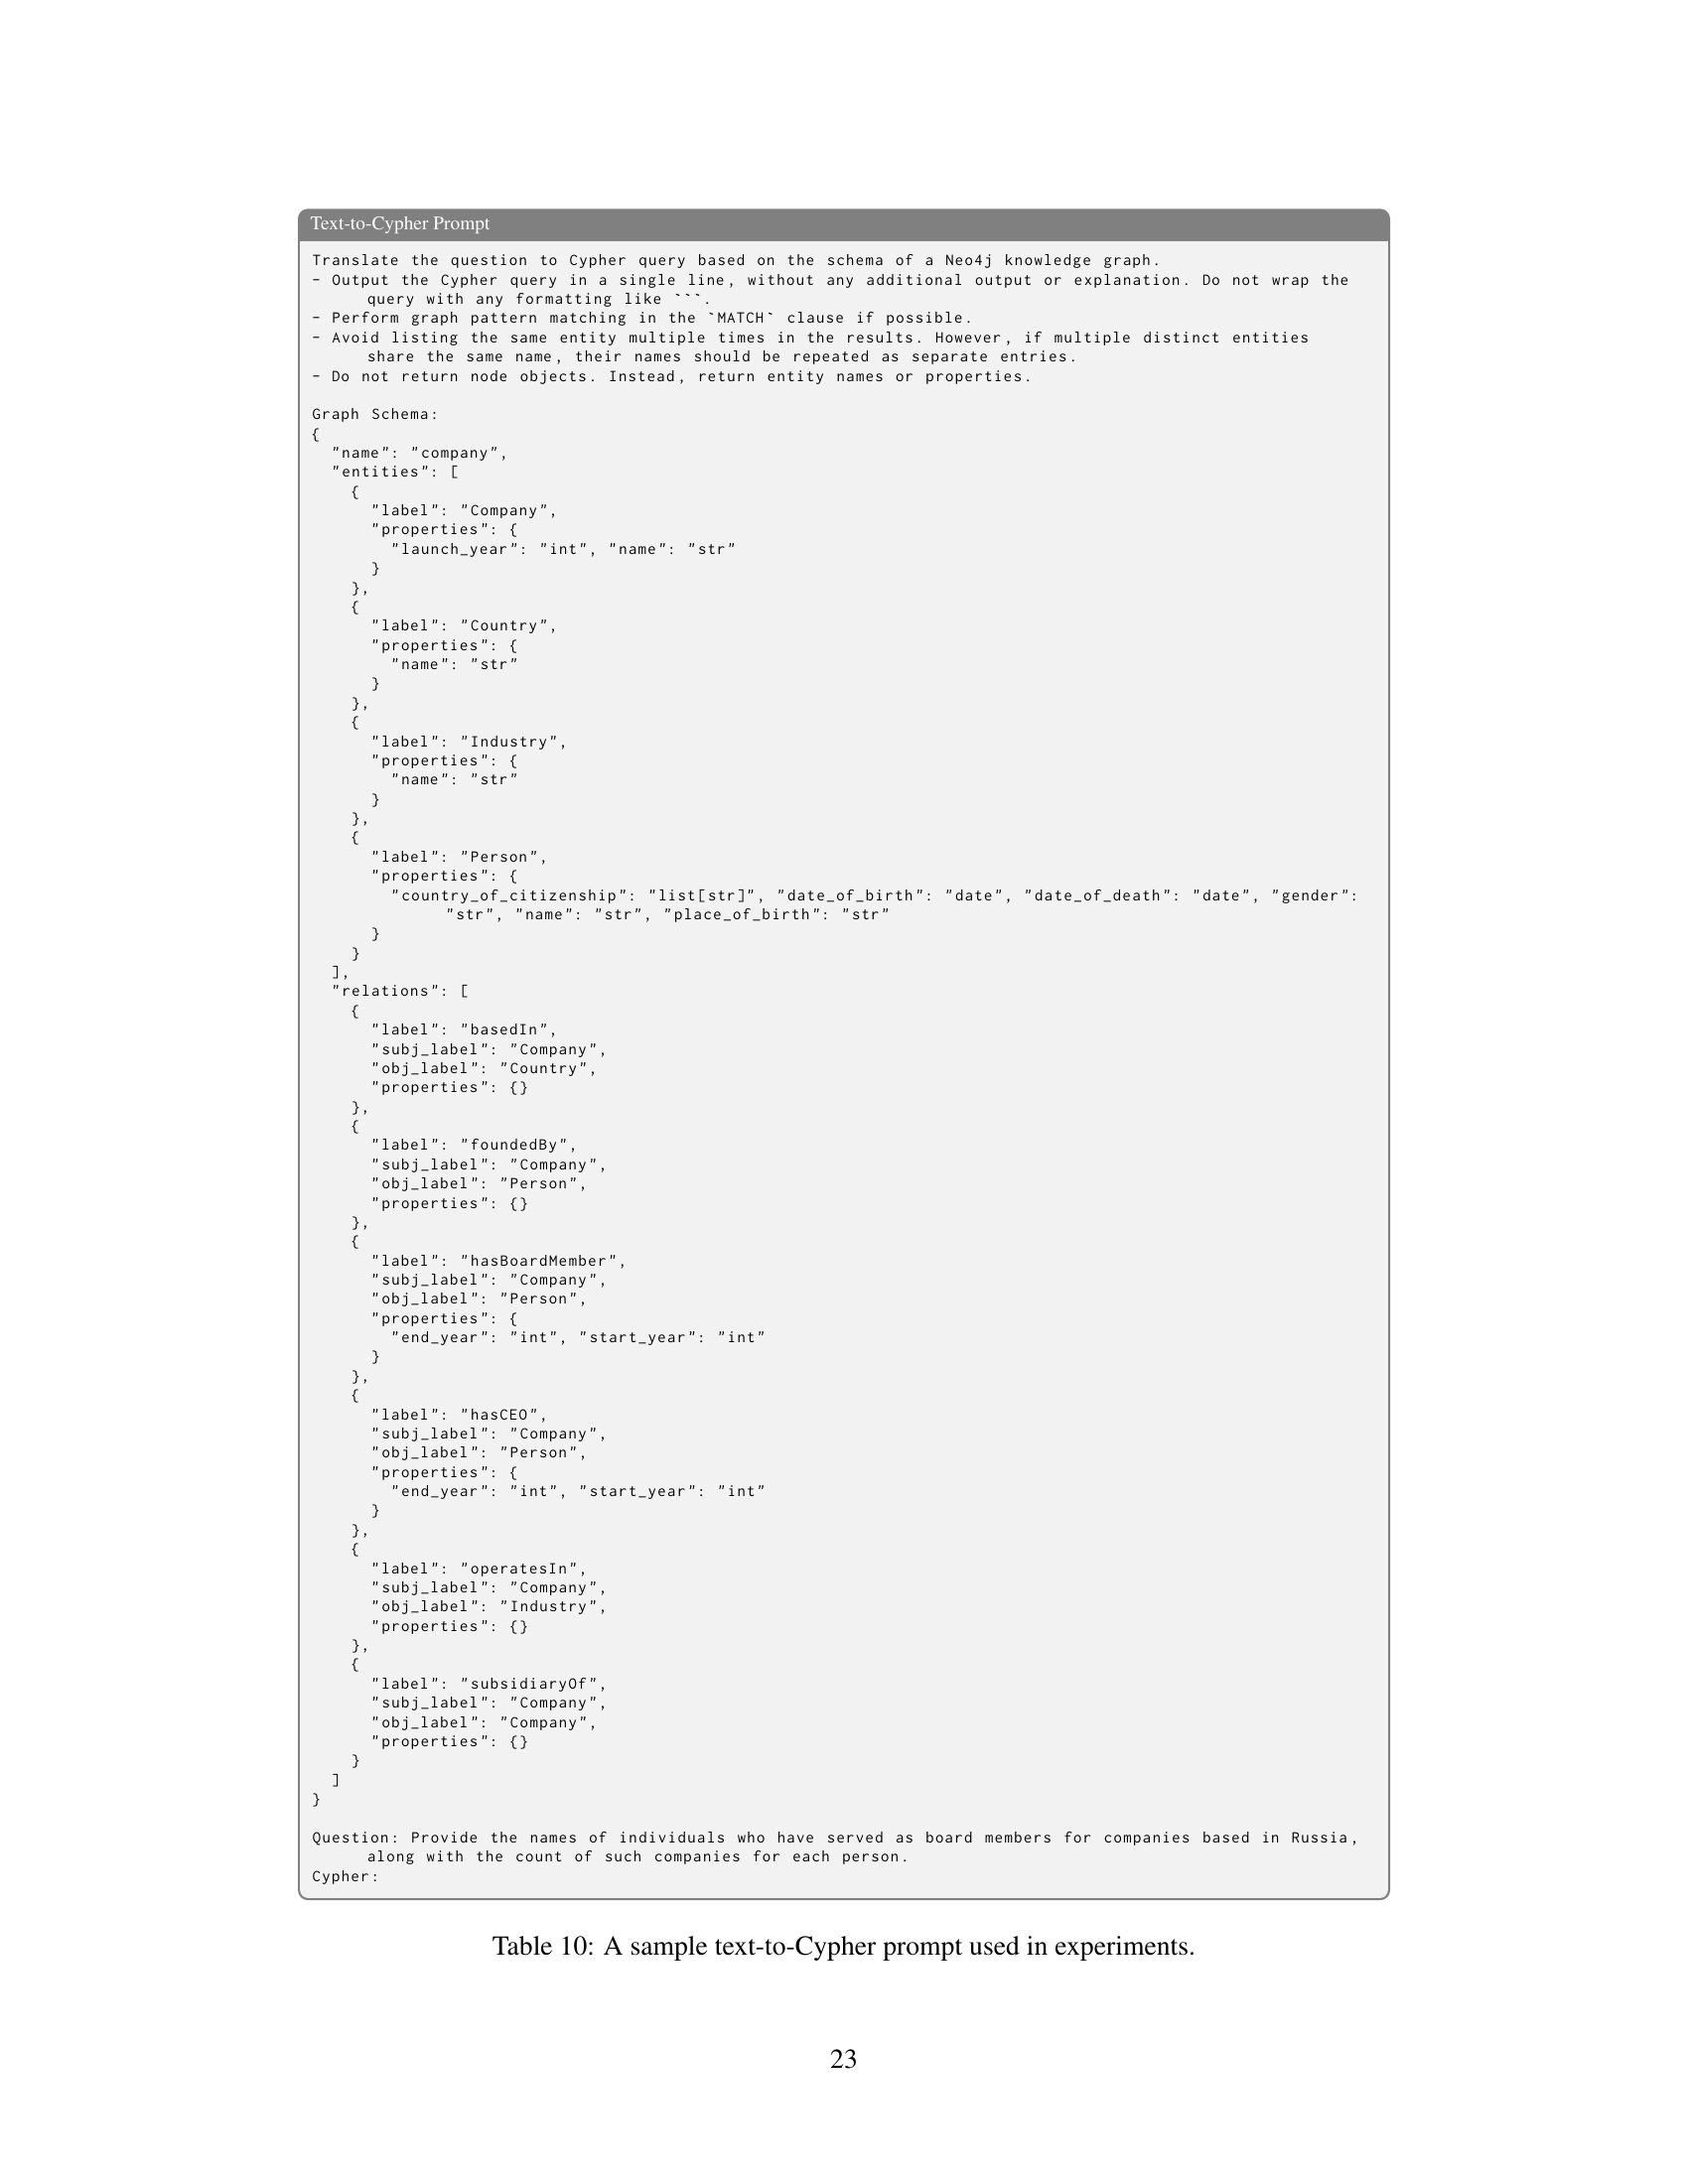 Text-to-Cypher Prompt
Translate the question to Cypher query based on the schema of a Neo4j knowledge graph.
- Output the Cypher query in a single line, without any additional output or explanation. Do not wrap the
query with any formatting like ```.
- Perform graph pattern matching in the `MATCH` clause if possible.
- Avoid listing the same entity multiple times in the results. However, if multiple distinct entities
share the same name, their names should be repeated as separate entries.
- Do not return node objects. Instead, return entity names or properties.

Graph Schema:
{
  "name": "company",
  "entities": [
    {
      "label": "Company",
      "properties": {
        "launch_year": "int", "name": "str"
      }
    },
    {
      "label": "Country",
      "properties": {
        "name": "str"
      }
    },
    {
      "label": "Industry",
      "properties": {
        "name": "str"
      }
    },
    {
      "label": "Person",
      "properties": {
        "country_of_citizenship": "list[str]", "date_of_birth": "date", "date_of_death": "date", "gender":
"str", "name": "str", "place_of_birth": "str"
      }
    }
  ],
  "relations": [
    {
      "label": "basedIn",
      "subj_label": "Company",
      "obj_label": "Country",
      "properties": {}
    },
    {
      "label": "foundedBy",
      "subj_label": "Company",
      "obj_label": "Person",
      "properties": {}
    },
    {
      "label": "hasBoardMember",
      "subj_label": "Company",
      "obj_label": "Person",
      "properties": {
        "end_year": "int", "start_year": "int"
      }
    },
    {
      "label": "hasCEO",
      "subj_label": "Company",
      "obj_label": "Person",
      "properties": {
        "end_year": "int", "start_year": "int"
      }
    },
    {
      "label": "operatesIn",
      "subj_label": "Company",
      "obj_label": "Industry",
      "properties": {}
    },
    {
      "label": "subsidiaryOf",
      "subj_label": "Company",
      "obj_label": "Company",
      "properties": {}
    }
  ]
}

Question: Provide the names of individuals who have served as board members for companies based in Russia,
along with the count of such companies for each person.
Cypher:
Table 10: A sample text-to-Cypher prompt used in experiments.
23